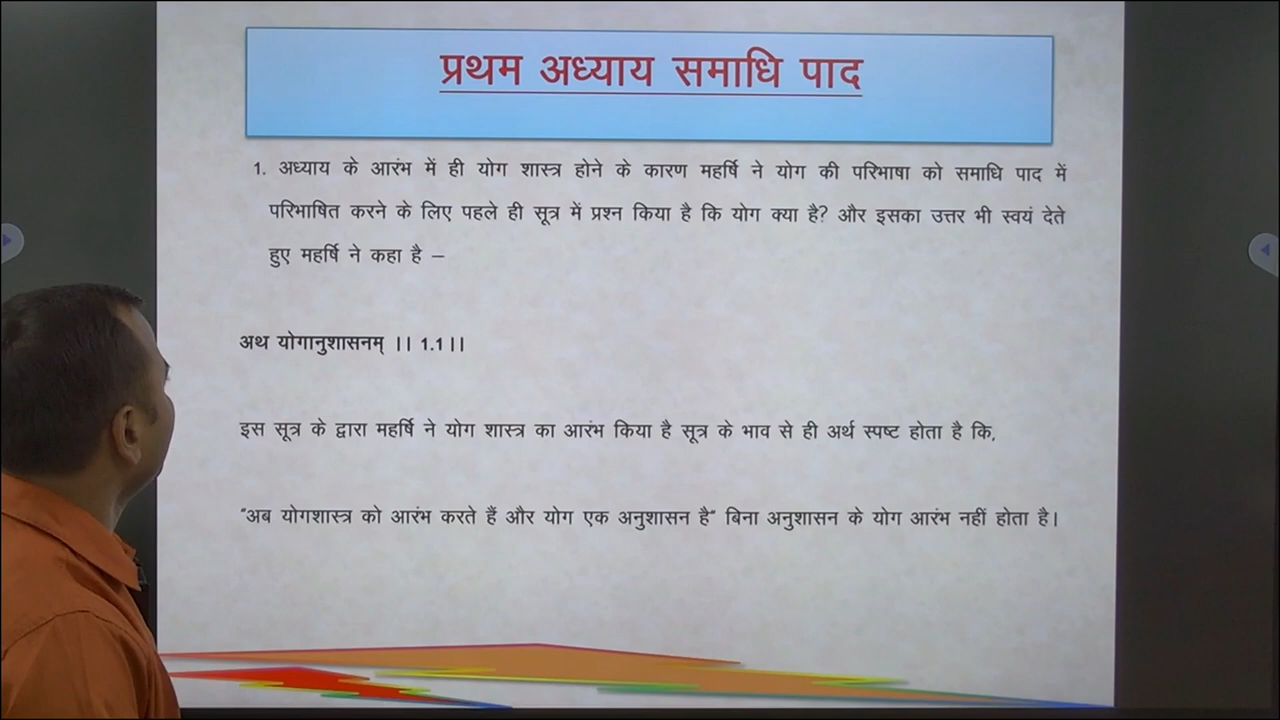 प्रथम अध्याय समाधि पाद
1. अध्याय के आरंभ में ही योग शास्त्र होने के कारण महर्षि ने योग की परिभाषा को समाधि पाद में
परिभाषित करने के लिए पहले ही सूत्र में प्रश्न किया है कि योग क्या है? और इसका उत्तर भी स्वयं देते
हुए महर्षि ने कहा है –
अथ योगानुशासनम् ।। 1.1।।
इस सूत्र के द्वारा महर्षि ने योग शास्त्र का आरंभ किया है सूत्र के भाव से ही अर्थ स्पष्ट होता है कि,
"अब योगशास्त्र को आरंभ करते हैं और योग एक अनुशासन है" बिना अनुशासन के योग आरंभ नहीं होता है।